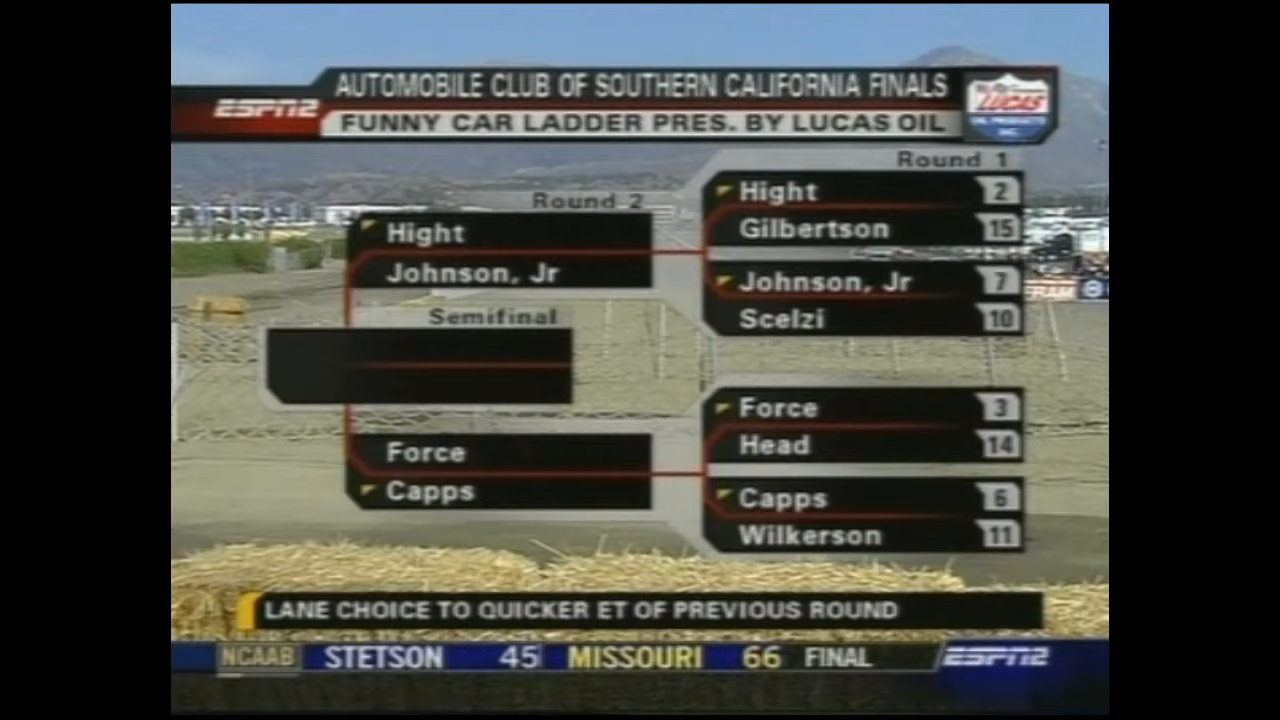 AUTOMOBILE CLUB OF SOUTHERN CALIFORNIA FINALS
ESPN2
FUNNY CAR LADDER PRES. BY LUCAS OIL
LUCAS
Round 1
Hight 2
Gilbertson 15
Johnson, Jr 7
Scelzi 10
Round 2
Hight
Johnson, Jr
Semifinal
Force
Capps
Force 3
Head 14
Capps 6
Wilkerson 11
LANE CHOICE TO QUICKER ET OF PREVIOUS ROUND
NCAAB STETSON 45 MISSOURI 66 FINAL ESPN2